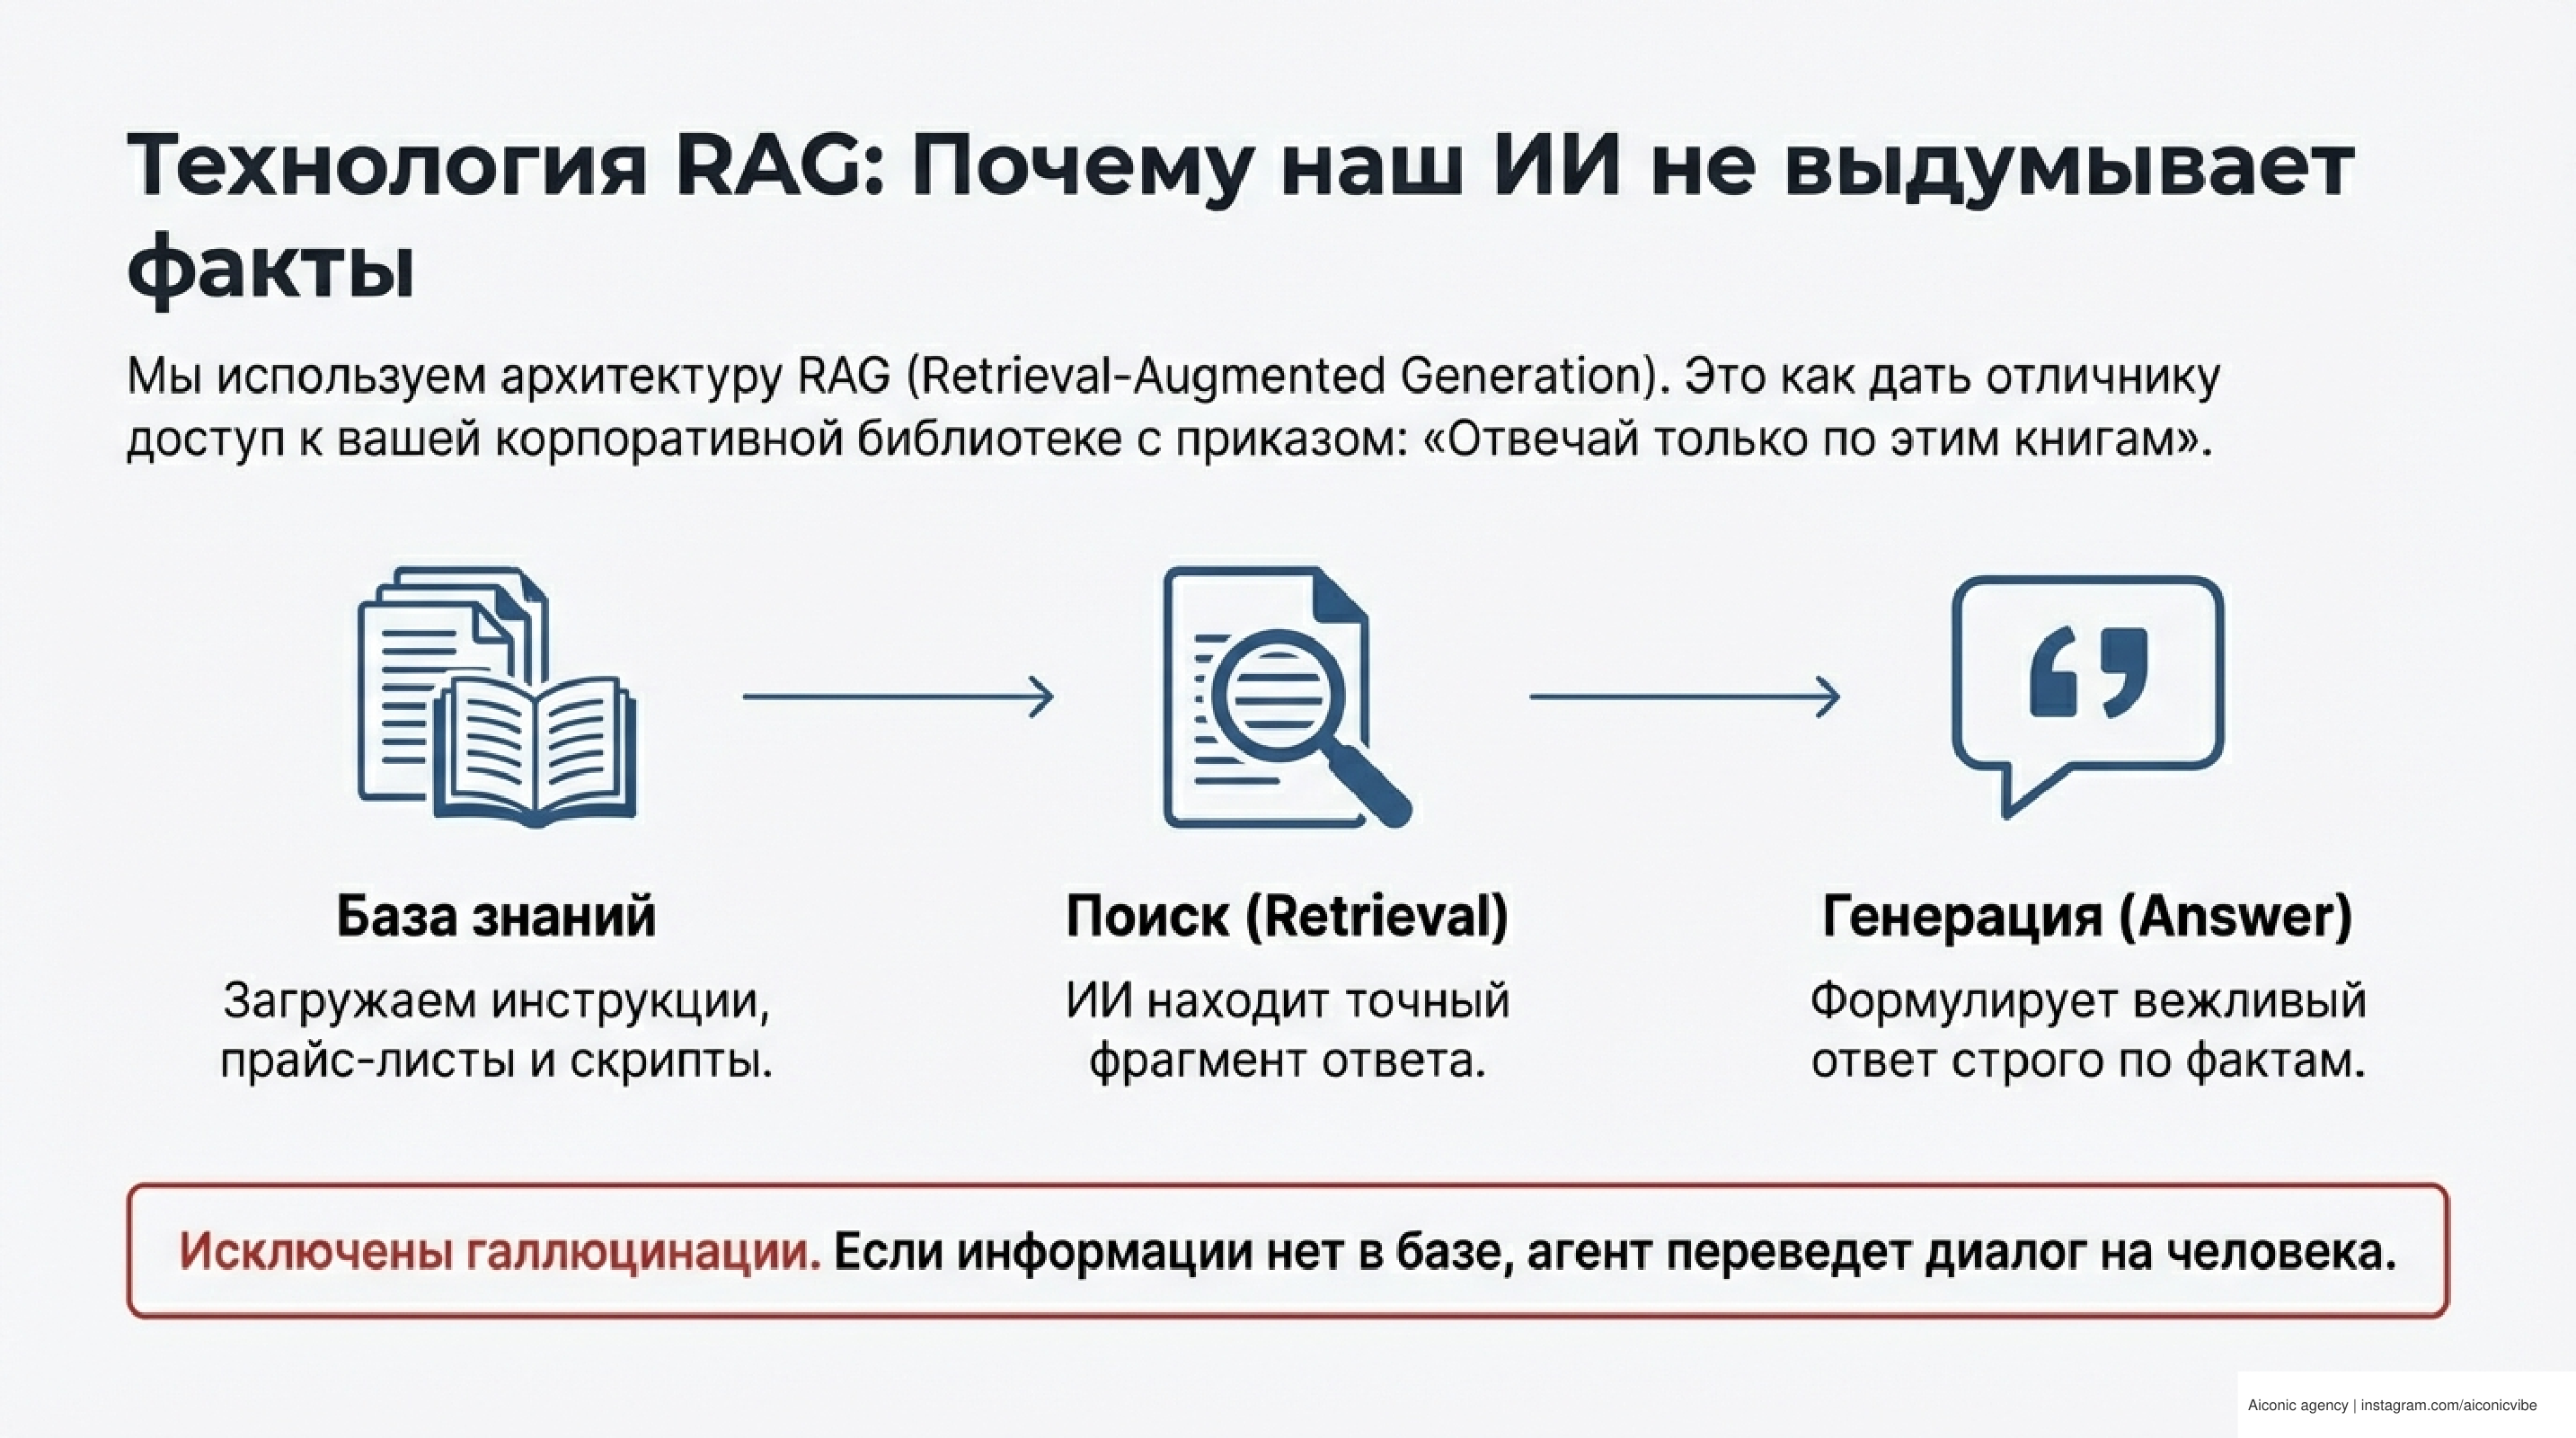 Технология RAG: Почему наш ИИ не выдумывает
факты
Мы используем архитектуру RAG (Retrieval-Augmented Generation). Это как дать отличнику
доступ к вашей корпоративной библиотеке с приказом: «Отвечай только по этим книгам».
База знаний
Загружаем инструкции,
прайс-листы и скрипты.
Поиск (Retrieval)
ИИ находит точный
фрагмент ответа.
Генерация (Answer)
Формулирует вежливый
ответ строго по фактам.
Исключены галлюцинации. Если информации нет в базе, агент переведет диалог на человека.
Aiconic agency | instagram.com/aiconicvibe